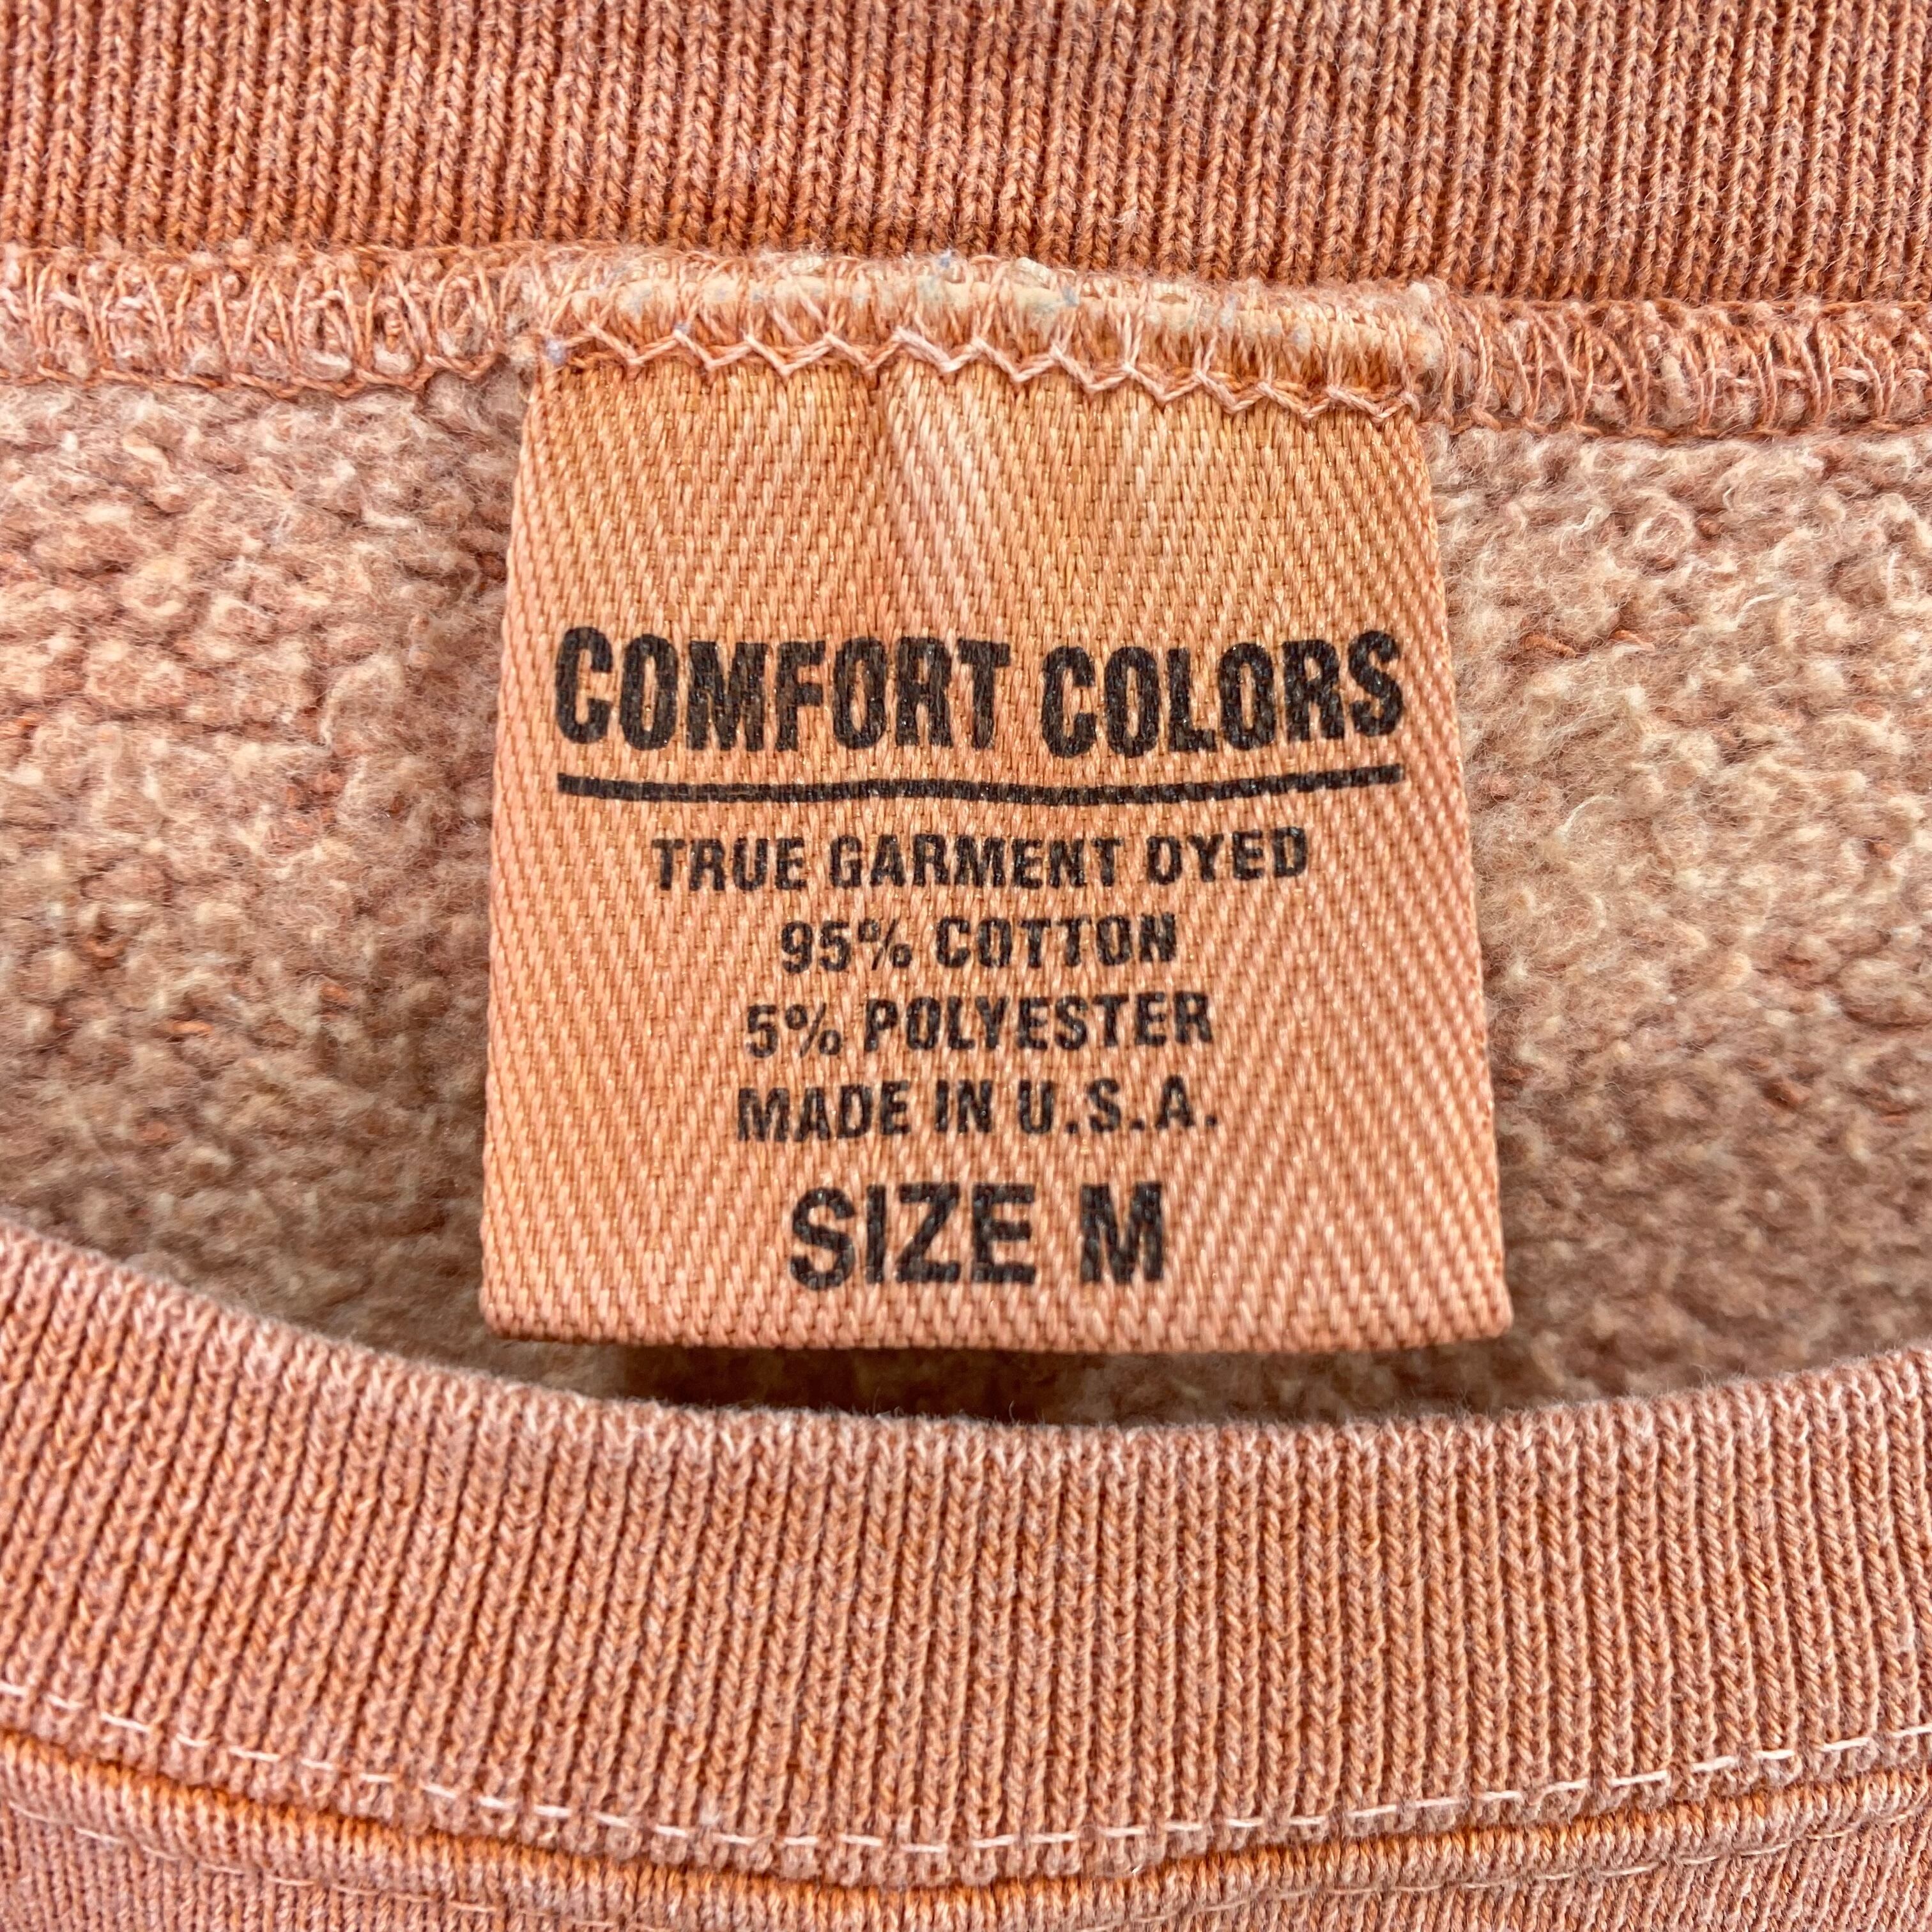 COMFORT COLORS
TRUE GARMENT DYED
95% COTTON
5% POLYESTER
MADE IN U.S.A.
SIZE M